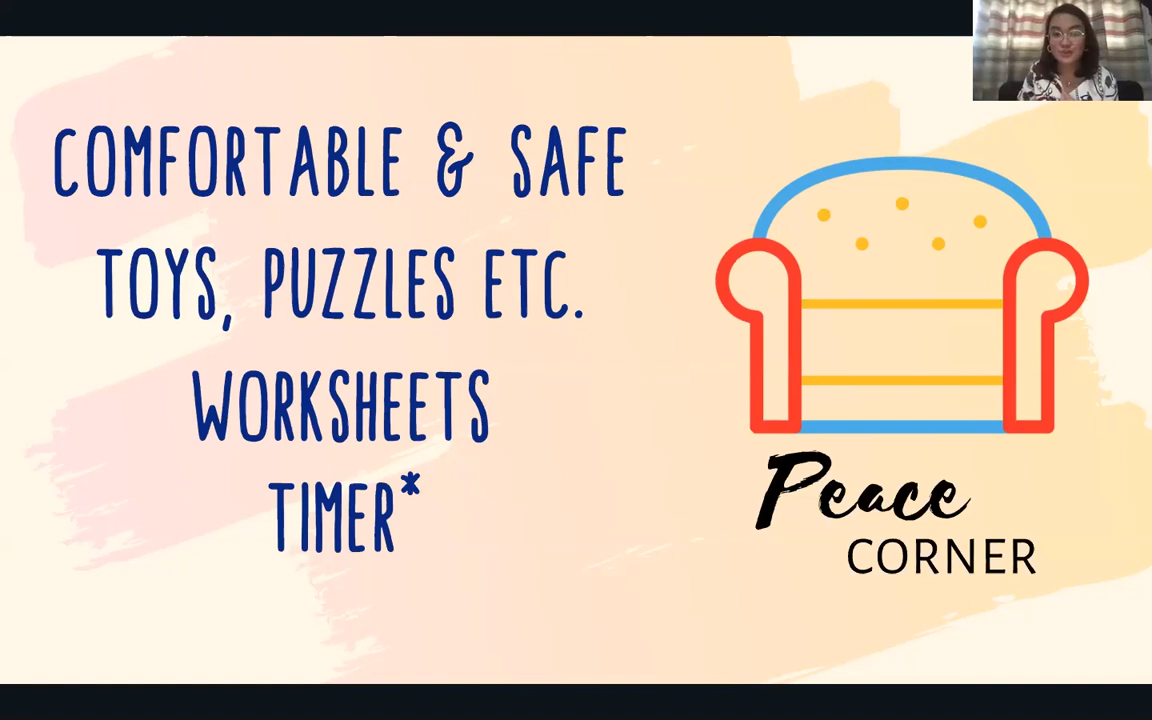 COMFORTABLE & SAFE
TOYS, PUZZLES ETC.
WORKSHEETS
TIMER*
Peace
CORNER